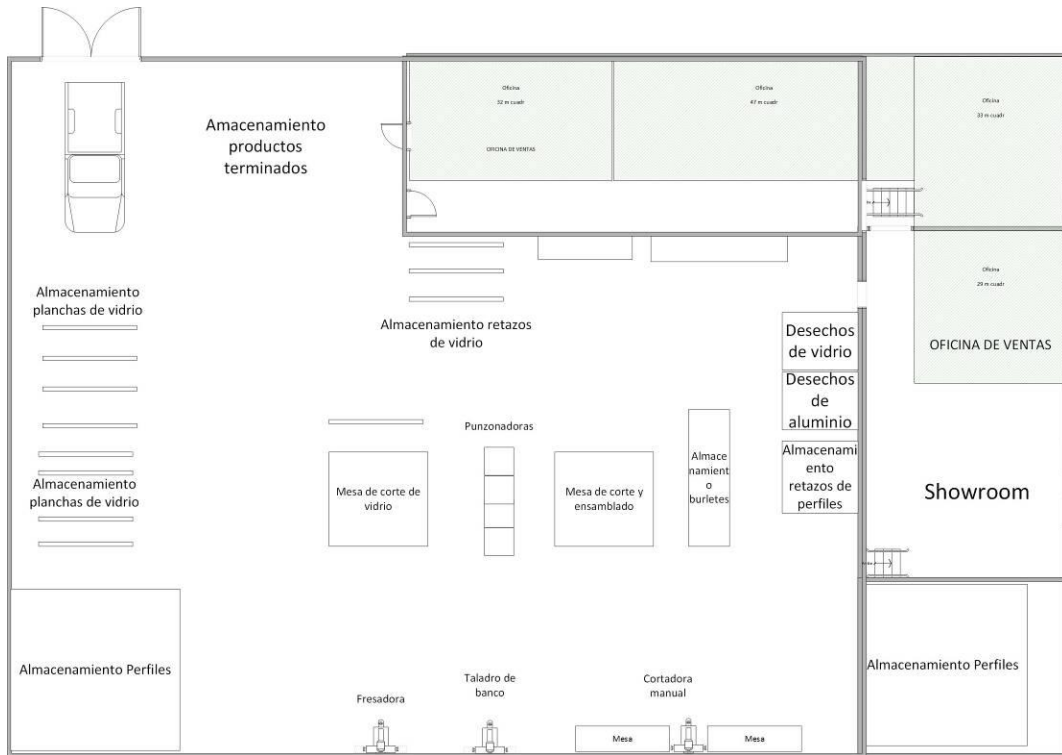 Oficina
32 m cuadr
OFICINA DE VENTAS
Oficina
47 m cuadr
Oficina
33 m cuadr
Amacenamiento
productos
terminados
Oficina
29 m cuadr
OFICINA DE VENTAS
Almacenamiento
planchas de vidrio
Almacenamiento retazos
de vidrio
Desechos
de vidrio
Desechos
de
aluminio
Almacenami
ento
retazos de
perfiles
Punzonadoras
Almace
namient
o
burletes
Mesa de corte de
vidrio
Mesa de corte y
ensamblado
Almacenamiento
planchas de vidrio
Showroom
Almacenamiento Perfiles
Almacenamiento Perfiles
Fresadora
Taladro de
banco
Cortadora
manual
Mesa
Mesa